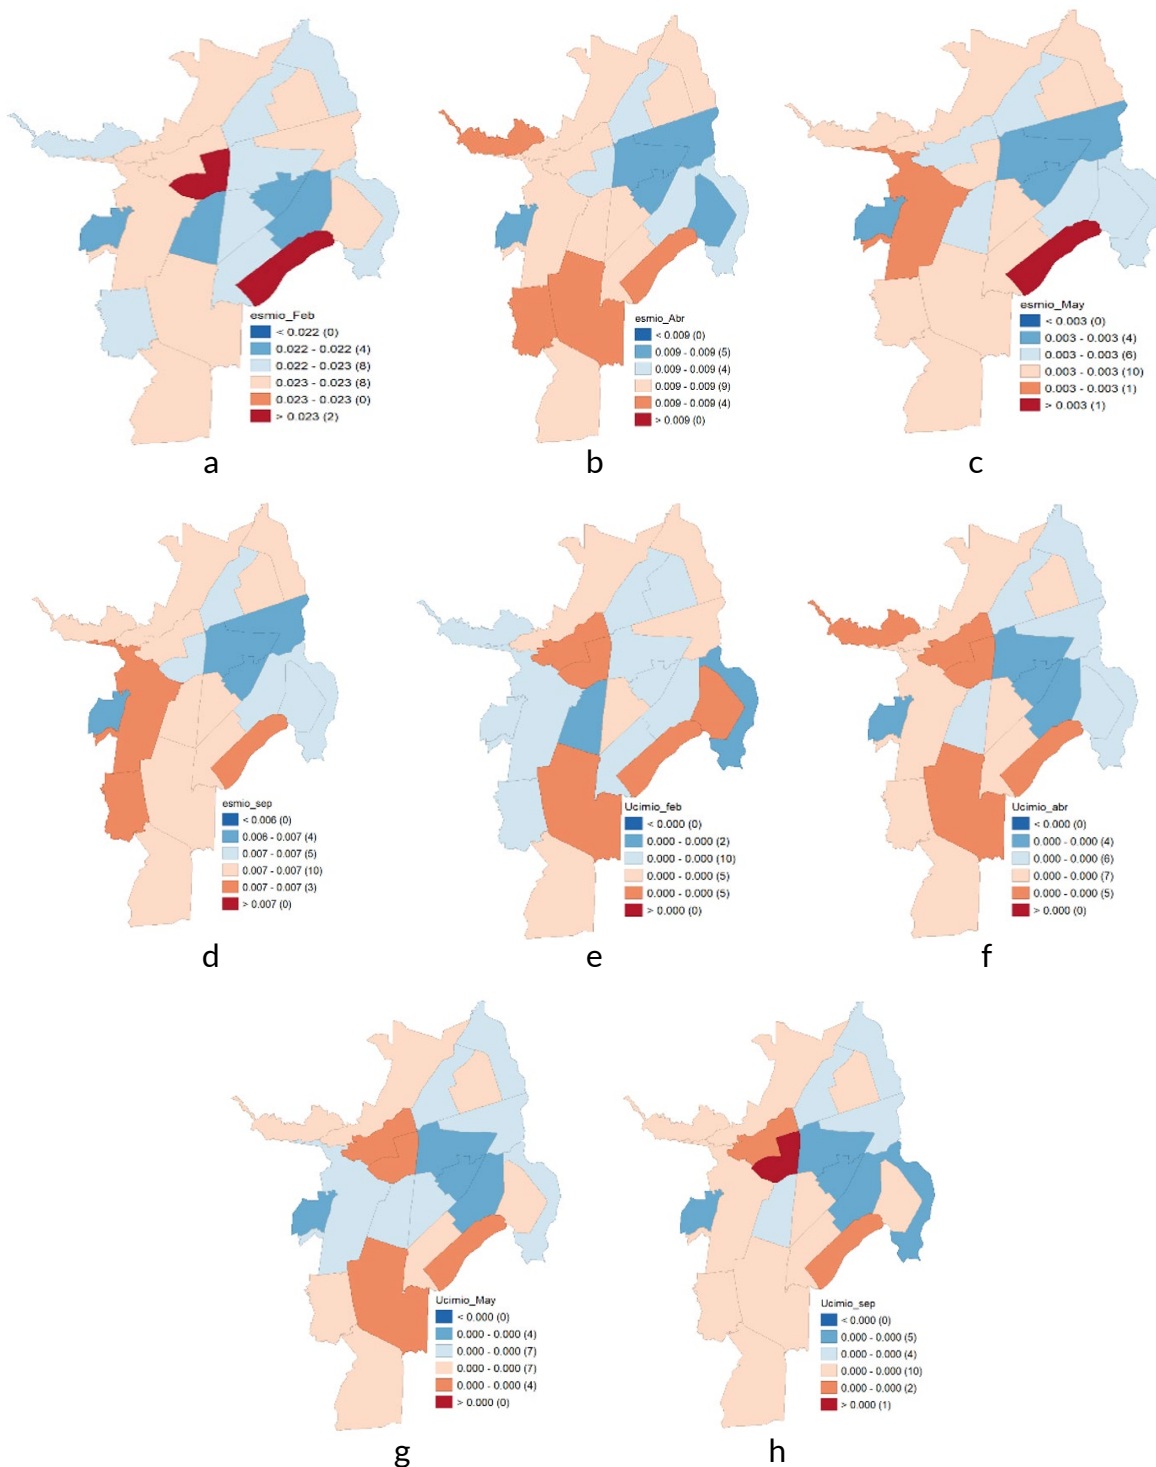 esmio_Feb
< 0.022 (0)
0.022 - 0.022 (4)
0.022 - 0.023 (8)
0.023 - 0.023 (8)
0.023 - 0.023 (0)
> 0.023 (2)
a
esmio_Abr
< 0.009 (0)
0.009 - 0.009 (5)
0.009 - 0.009 (4)
0.009 - 0.009 (9)
0.009 - 0.009 (4)
> 0.009 (0)
b
esmio_May
< 0.003 (0)
0.003 - 0.003 (4)
0.003 - 0.003 (6)
0.003 - 0.003 (10)
0.003 - 0.003 (1)
> 0.003 (1)
c
esmio_sep
< 0.006 (0)
0.006 - 0.007 (4)
0.007 - 0.007 (5)
0.007 - 0.007 (10)
0.007 - 0.007 (3)
> 0.007 (0)
d
Ucimio_feb
< 0.000 (0)
0.000 - 0.000 (2)
0.000 - 0.000 (10)
0.000 - 0.000 (5)
0.000 - 0.000 (5)
> 0.000 (0)
e
Ucimio_abr
< 0.000 (0)
0.000 - 0.000 (4)
0.000 - 0.000 (6)
0.000 - 0.000 (7)
0.000 - 0.000 (5)
> 0.000 (0)
f
Ucimio_May
< 0.000 (0)
0.000 - 0.000 (4)
0.000 - 0.000 (7)
0.000 - 0.000 (7)
0.000 - 0.000 (4)
> 0.000 (0)
g
Ucimio_sep
< 0.000 (0)
0.000 - 0.000 (5)
0.000 - 0.000 (4)
0.000 - 0.000 (10)
0.000 - 0.000 (2)
> 0.000 (1)
h